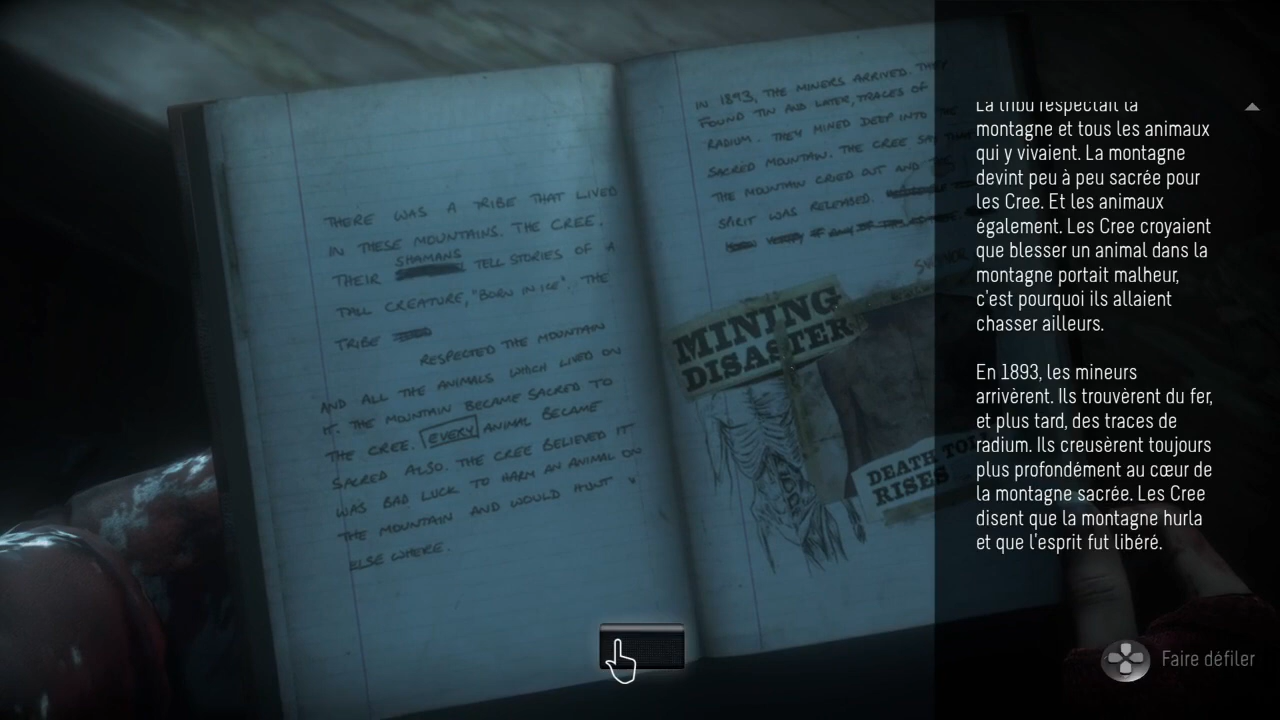 THERE WAS A TRIBE THAT LIVED
IN THESE MOUNTAINS. THE CREE.
SHAMANS
THEIR TELL STORIES OF A
TALL CREATURE, "BORN IN ICE". THE
TRIBE
RESPECTED THE MOUNTAIN
AND ALL THE ANIMALS WHICH LIVED ON
IT. THE MOUNTAIN BECAME SACRED TO
THE CREE. EVERY ANIMAL BECAME
SACRED ALSO. THE CREE BELIEVED IT
WAS BAD LUCK TO HARM AN ANIMAL ON
THE MOUNTAIN AND WOULD HUNT
ELSE WHERE.
IN 1893, THE MINERS ARRIVED. THEY
FOUND TIN AND LATER, TRACES OF
RADIUM. THEY MINED DEEP INTO THE
SACRED MOUNTAIN. THE CREE SAY THAT
THE MOUNTAIN CRIED OUT AND THE
SPIRIT WAS RELEASED.
MINING
DISASTER
DEATH TOLL
RISES
La tribu respectait la
montagne et tous les animaux
qui y vivaient. La montagne
devint peu à peu sacrée pour
les Cree. Et les animaux
également. Les Cree croyaient
que blesser un animal dans la
montagne portait malheur,
c'est pourquoi ils allaient
chasser ailleurs.
En 1893, les mineurs
arrivèrent. Ils trouvèrent du fer,
et plus tard, des traces de
radium. Ils creusèrent toujours
plus profondément au cœur de
la montagne sacrée. Les Cree
disent que la montagne hurla
et que l'esprit fut libéré.
Faire défiler